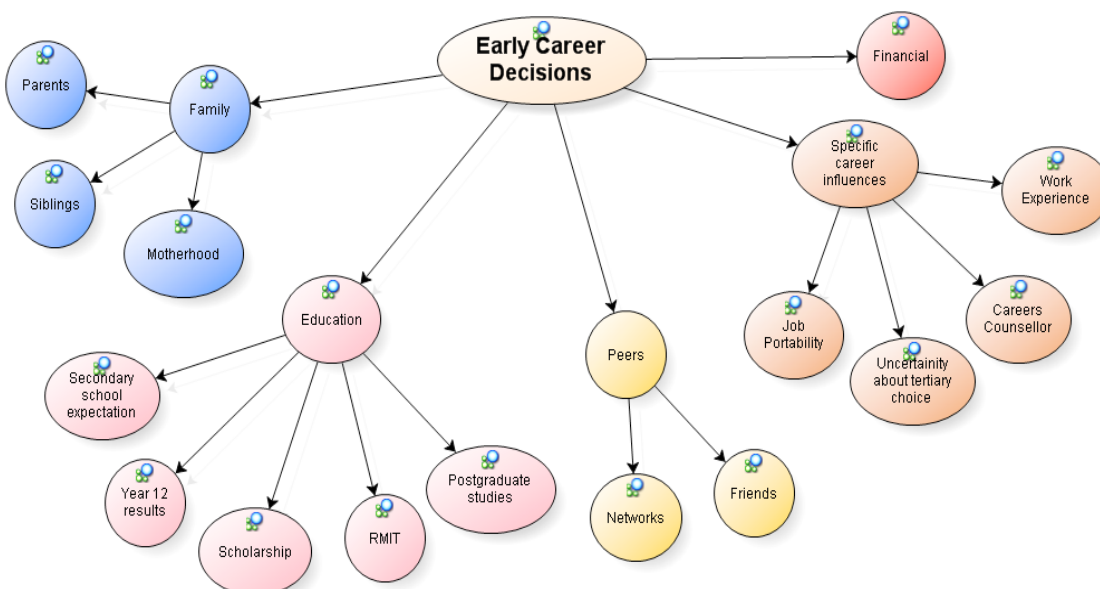 Early Career
Decisions
Financial
Parents
Family
Siblings
Motherhood
Specific
career
influences
Work
Experience
Education
Job
Portability
Careers
Counsellor
Peers
Uncertainity
about tertiary
choice
Secondary
school
expectation
Year 12
results
Scholarship
RMIT
Postgraduate
studies
Networks
Friends